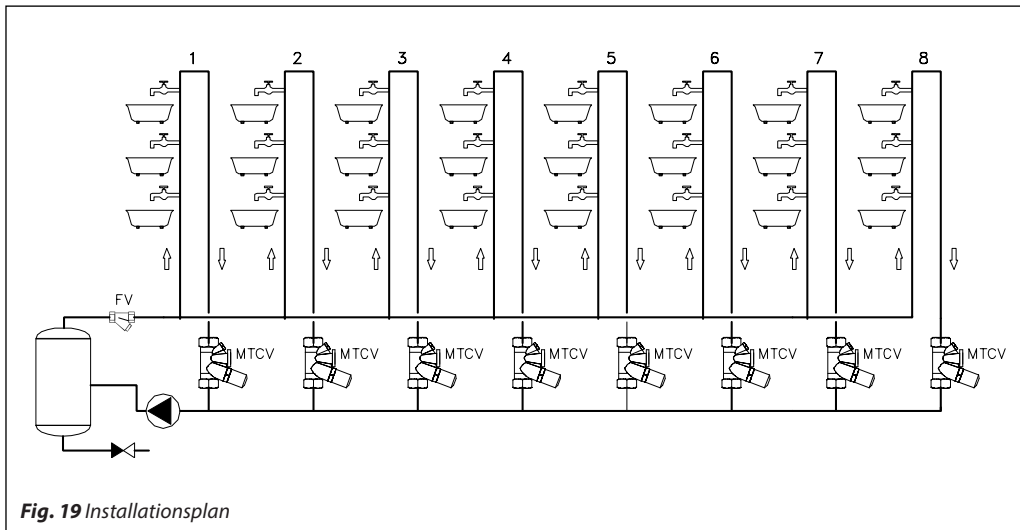 1 2 3 4 5 6 7 8
FV
MTCV MTCV MTCV MTCV MTCV MTCV MTCV MTCV
Fig. 19 Installationsplan